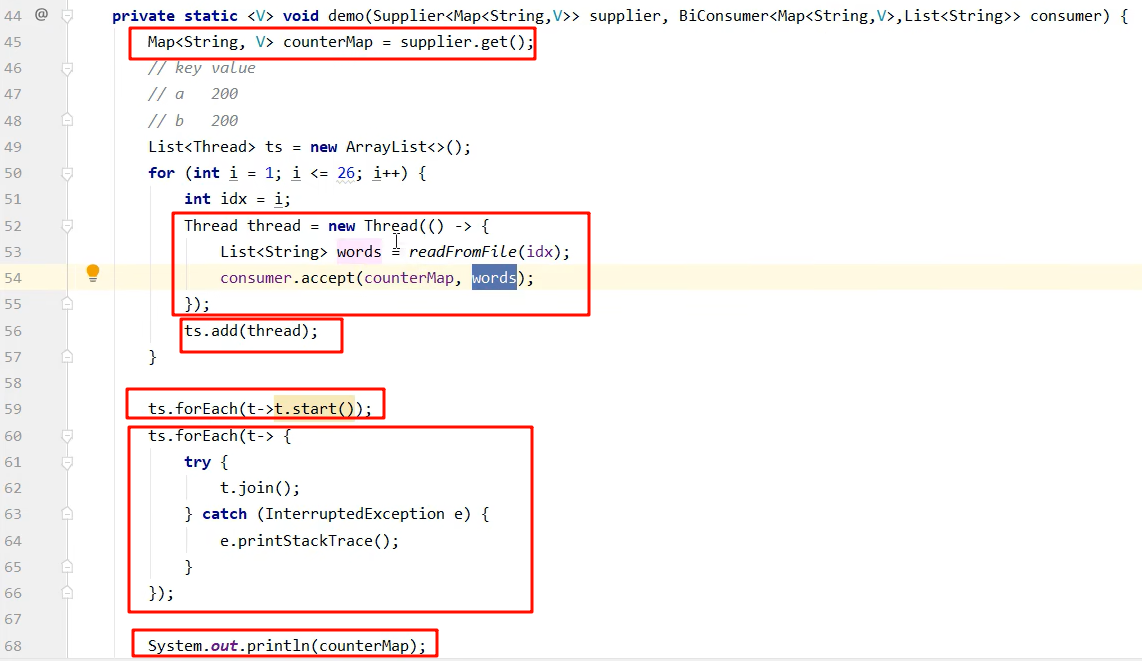 44 @ private static <V> void demo(Supplier<Map<String,V>> supplier, BiConsumer<Map<String,V>,List<String>> consumer) {
45 Map<String, V> counterMap = supplier.get();
46 // key value
47 // a 200
48 // b 200
49 List<Thread> ts = new ArrayList<>();
50 for (int i = 1; i <= 26; i++) {
51 int idx = i;
52 Thread thread = new Thread(() -> {
53 List<String> words = readFromFile(idx);
54 consumer.accept(counterMap, words);
55 });
56 ts.add(thread);
57 }
58
59 ts.forEach(t->t.start());
60 ts.forEach(t-> {
61 try {
62 t.join();
63 } catch (InterruptedException e) {
64 e.printStackTrace();
65 }
66 });
67
68 System.out.println(counterMap);